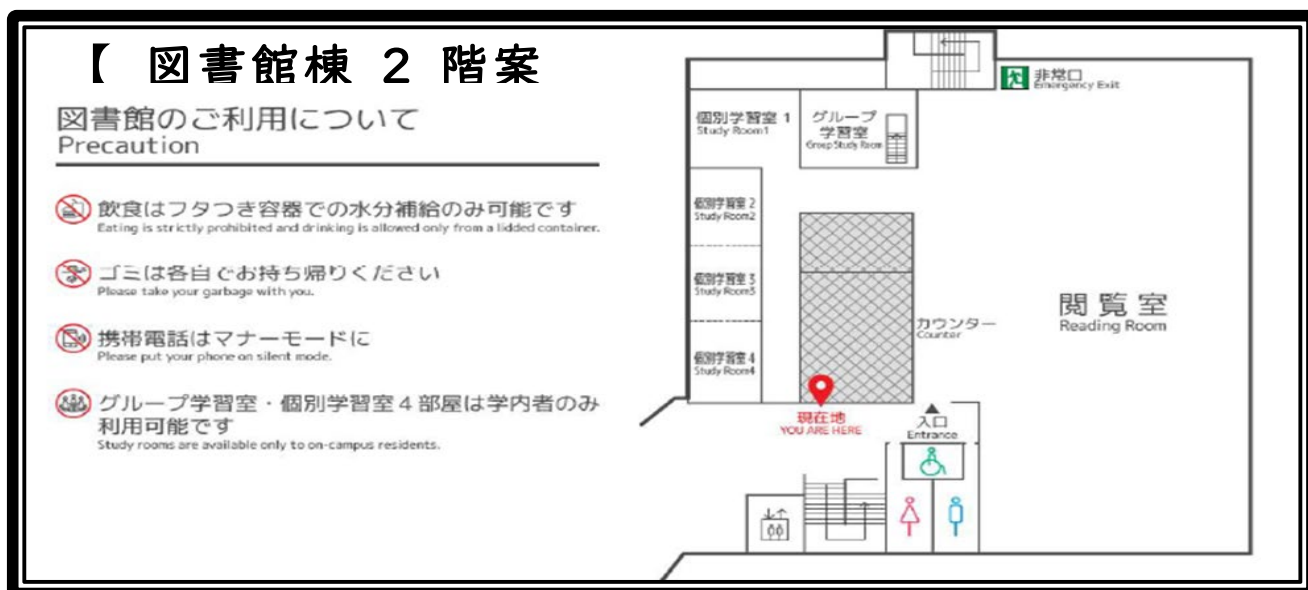 【 図書館棟 2 階案
図書館のご利用について
Precaution
飲食はフタつき容器での水分補給のみ可能です
Eating is strictly prohibited and drinking is allowed only from a lidded container.
ゴミは各自でお持ち帰りください
Please take your garbage with you.
携帯電話はマナーモードに
Please put your phone on silent mode.
グループ学習室・個別学習室4部屋は学内者のみ
利用可能です
Study rooms are available only to on-campus residents.
非常口
Emergency Exit
個別学習室 1
Study Room1
グループ
学習室
Group Study Room
個別学習室 2
Study Room2
個別学習室 3
Study Room3
個別学習室 4
Study Room4
カウンター
Counter
閲覧室
Reading Room
現在地
YOU ARE HERE
入口
Entrance